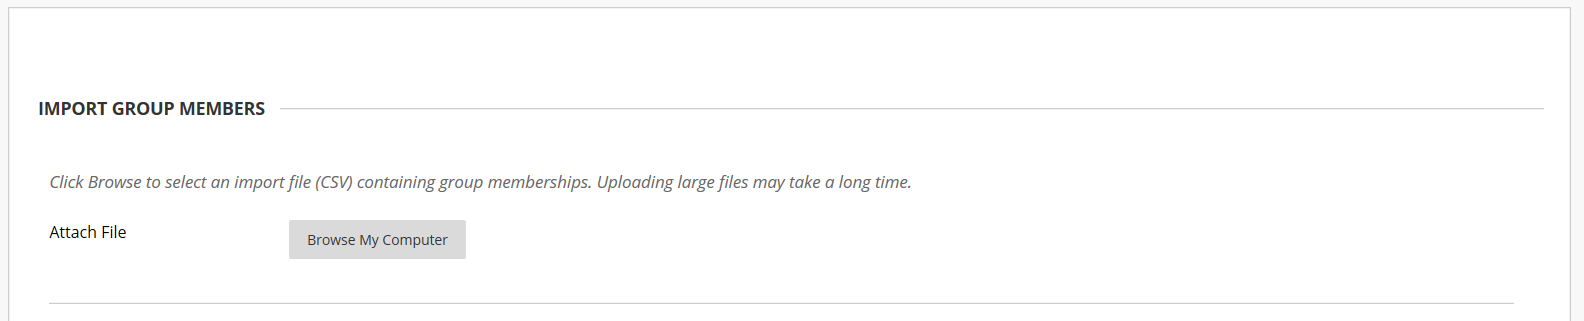 IMPORT GROUP MEMBERS
Click Browse to select an import file (CSV) containing group memberships. Uploading large files may take a long time.
Attach File
Browse My Computer